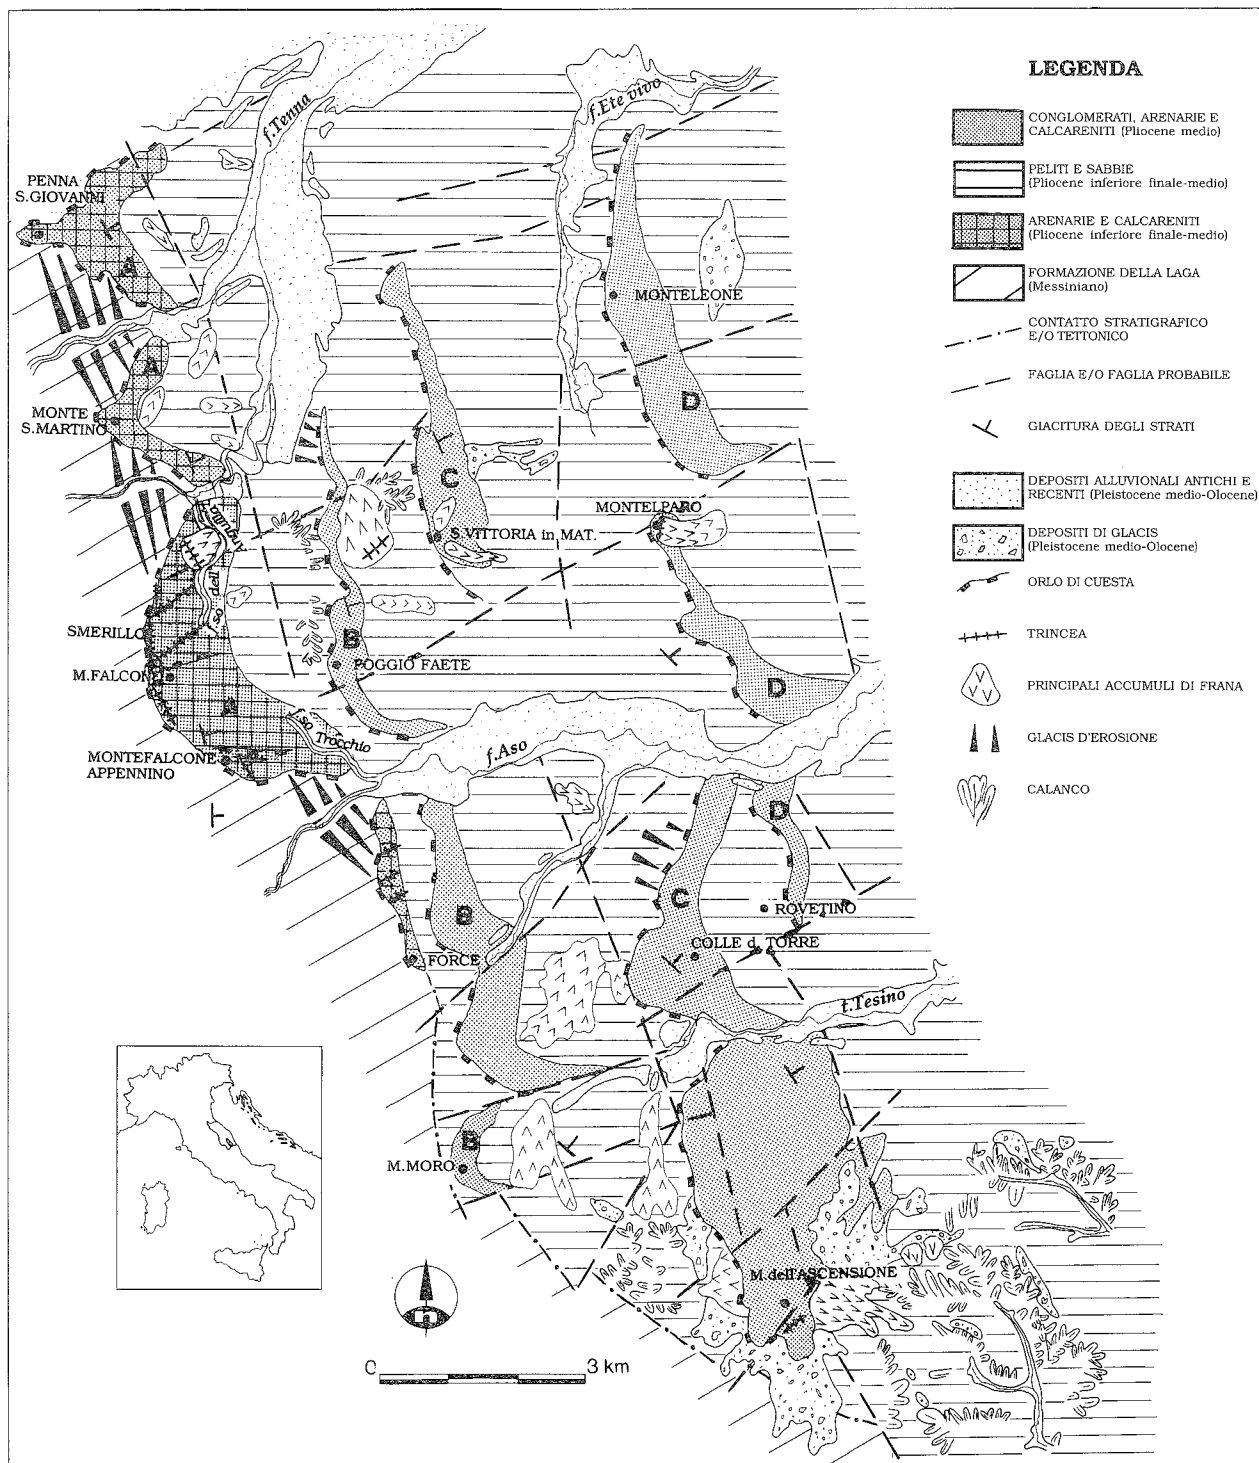 LEGENDA
CONGLOMERATI, ARENARIE E
CALCARENITI (Pliocene medio)
PELITI E SABBIE
(Pliocene inferiore finale-medio)
ARENARIE E CALCARENITI
(Pliocene inferiore finale-medio)
FORMAZIONE DELLA LAGA
(Messiniano)
CONTATTO STRATIGRAFICO
E/O TETTONICO
FAGLIA E/O FAGLIA PROBABILE
GIACITURA DEGLI STRATI
DEPOSITI ALLUVIONALI ANTICHI E
RECENTI (Pleistocene medio-Olocene)
DEPOSITI DI GLACIS
(Pleistocene medio-Olocene)
ORLO DI CUESTA
TRINCEA
PRINCIPALI ACCUMULI DI FRANA
GLACIS D'EROSIONE
CALANCO
f.Tenna
f.Ete vivo
PENNA
S.GIOVANNI
A
MONTELEONE
A
MONTE
S.MARTINO
D
C
MONTELPARO
S.VITTORIA in MAT.
f.so dell'Anguilla
SMERILLO
B
POGGIO FAETE
M.FALCONE
D
A
f.so Trocchio
f.Aso
MONTEFALCONE
APPENNINO
D
B
C
ROVETINO
COLLE d. TORRE
FORCE
t.Tesino
B
M.MORO
M.dell'ASCENSIONE
n
0
3 km